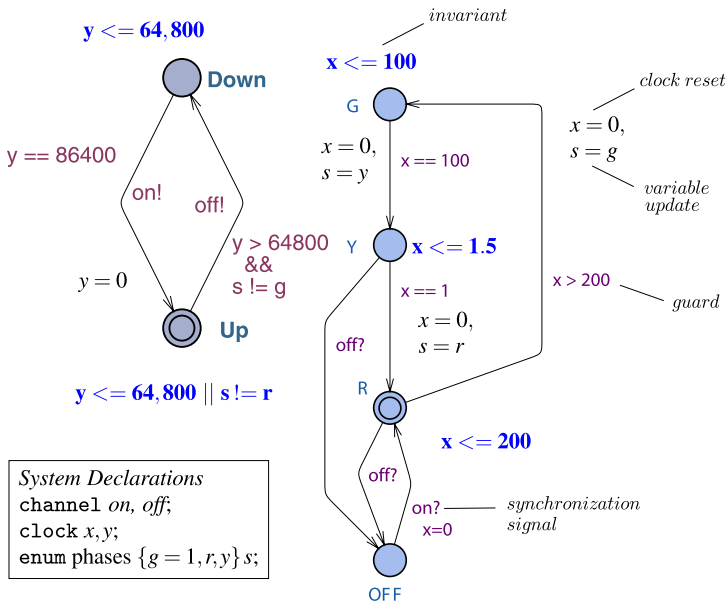 y <= 64,800
Down
y == 86400
on!
off!
y > 64800
&&
s != g
y = 0
Up
y <= 64,800 || s != r
System Declarations
channel on, off;
clock x, y;
enum phases {g = 1, r, y} s;
invariant
x <= 100
G
x = 0,
s = y
x == 100
clock reset
x = 0,
s = g
variable
update
Y
x <= 1.5
x == 1
x = 0,
s = r
off?
x > 200
guard
R
x <= 200
off?
on?
x=0
synchronization
signal
OFF